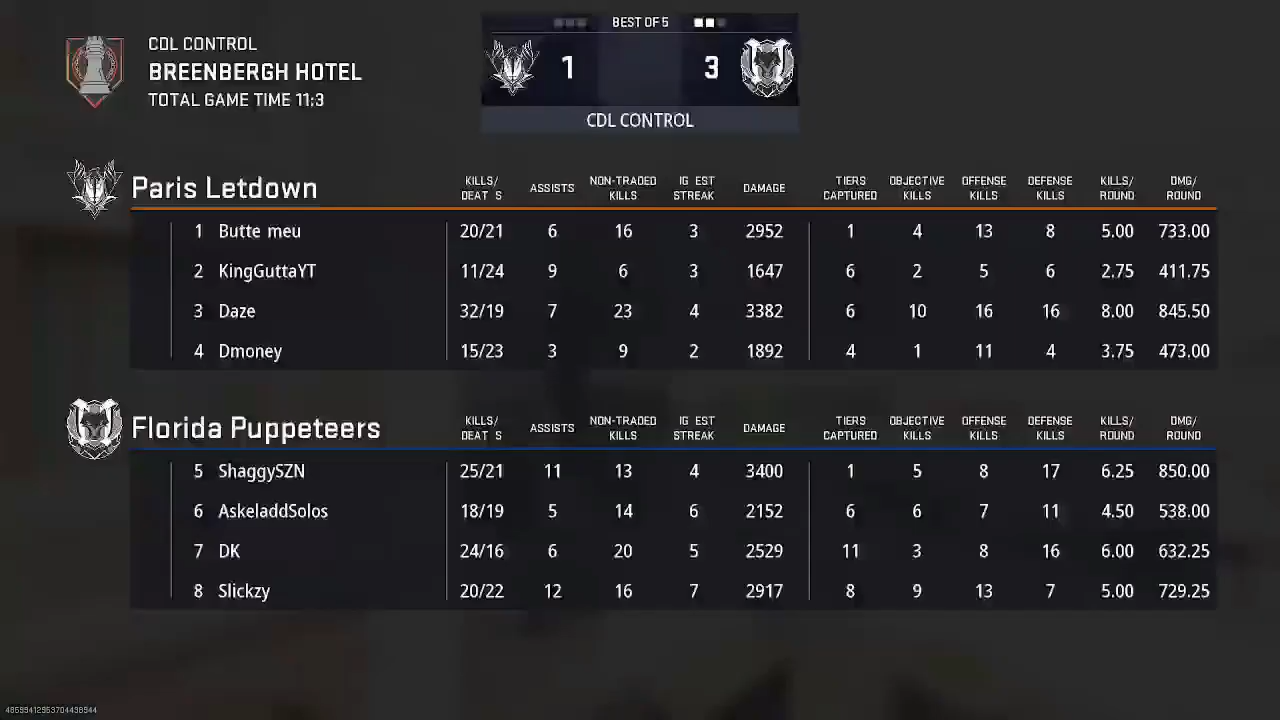 BEST OF 5
CDL CONTROL
BREENBERGH HOTEL
TOTAL GAME TIME 11:3
1 3
CDL CONTROL
Paris Letdown KILLS/ DEAT S ASSISTS NON-TRADED KILLS IG EST STREAK DAMAGE TIERS CAPTURED OBJECTIVE KILLS OFFENSE KILLS DEFENSE KILLS KILLS/ ROUND DMG/ ROUND
1 Butte meu 20/21 6 16 3 2952 1 4 13 8 5.00 733.00
2 KingGuttaYT 11/24 9 6 3 1647 6 2 5 6 2.75 411.75
3 Daze 32/19 7 23 4 3382 6 10 16 16 8.00 845.50
4 Dmoney 15/23 3 9 2 1892 4 1 11 4 3.75 473.00
Florida Puppeteers KILLS/ DEAT S ASSISTS NON-TRADED KILLS IG EST STREAK DAMAGE TIERS CAPTURED OBJECTIVE KILLS OFFENSE KILLS DEFENSE KILLS KILLS/ ROUND DMG/ ROUND
5 ShaggySZN 25/21 11 13 4 3400 1 5 8 17 6.25 850.00
6 AskeladdSolos 18/19 5 14 6 2152 6 6 7 11 4.50 538.00
7 DK 24/16 6 20 5 2529 11 3 8 16 6.00 632.25
8 Slickzy 20/22 12 16 7 2917 8 9 13 7 5.00 729.25